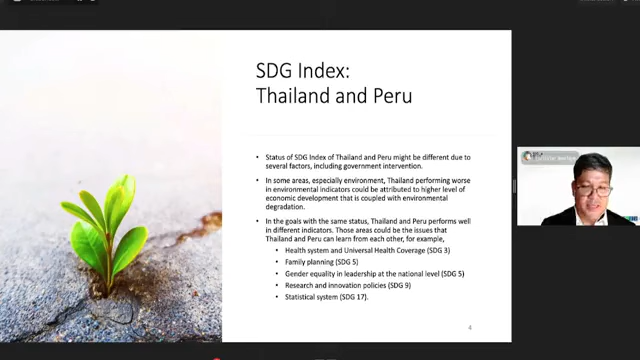 SDG Index:
Thailand and Peru
• Status of SDG Index of Thailand and Peru might be different due to
several factors, including government intervention.
• In some areas, especially environment, Thailand performing worse
in environmental indicators could be attributed to higher level of
economic development that is coupled with environmental
degradation.
• In the goals with the same status, Thailand and Peru performs well
in different indicators. Those areas could be the issues that
Thailand and Peru can learn from each other, for example,
• Health system and Universal Health Coverage (SDG 3)
• Family planning (SDG 5)
• Gender equality in leadership at the national level (SDG 5)
• Research and innovation policies (SDG 9)
• Statistical system (SDG 17).
4